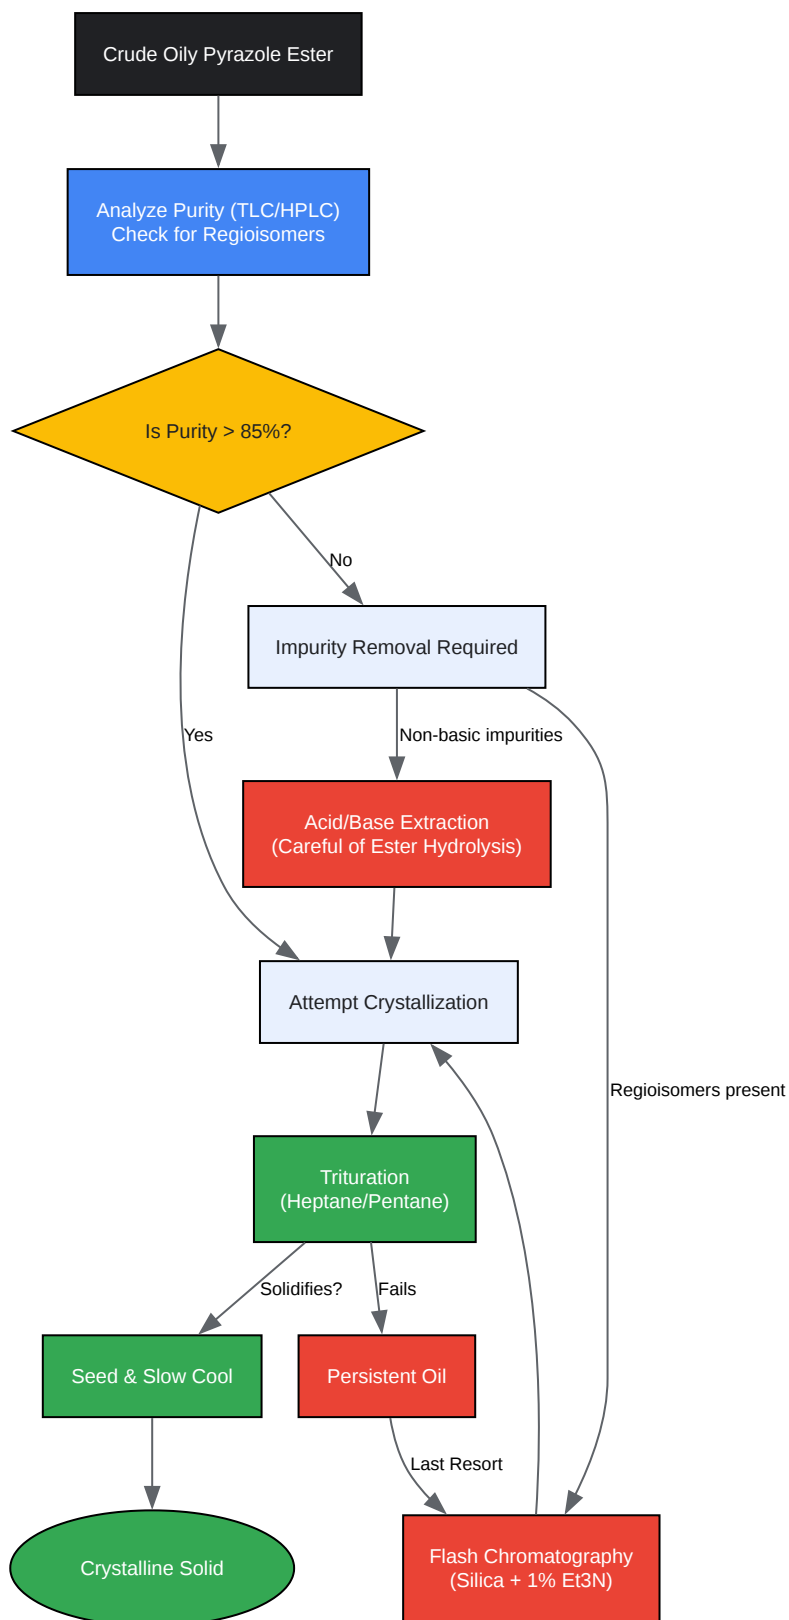 Crude Oily Pyrazole Ester
Analyze Purity (TLC/HPLC)
Check for Regioisomers
Is Purity > 85%?
No
Impurity Removal Required
Yes
Non-basic impurities
Acid/Base Extraction
(Careful of Ester Hydrolysis)
Attempt Crystallization
Regioisomers present
Trituration
(Heptane/Pentane)
Solidifies?
Fails
Seed & Slow Cool
Persistent Oil
Last Resort
Crystalline Solid
Flash Chromatography
(Silica + 1% Et3N)